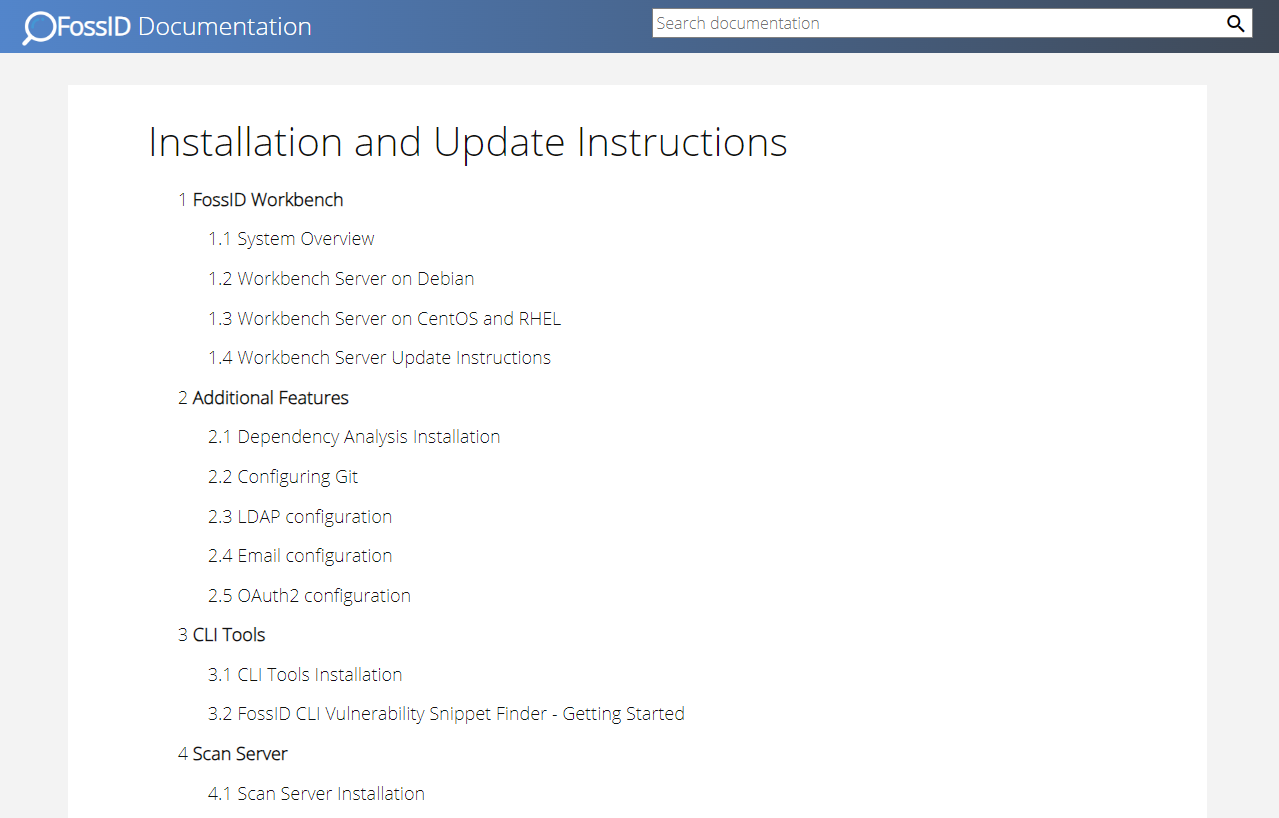 FossID Documentation
Search documentation
Installation and Update Instructions
1 FossID Workbench
1.1 System Overview
1.2 Workbench Server on Debian
1.3 Workbench Server on CentOS and RHEL
1.4 Workbench Server Update Instructions
2 Additional Features
2.1 Dependency Analysis Installation
2.2 Configuring Git
2.3 LDAP configuration
2.4 Email configuration
2.5 OAuth2 configuration
3 CLI Tools
3.1 CLI Tools Installation
3.2 FossID CLI Vulnerability Snippet Finder - Getting Started
4 Scan Server
4.1 Scan Server Installation